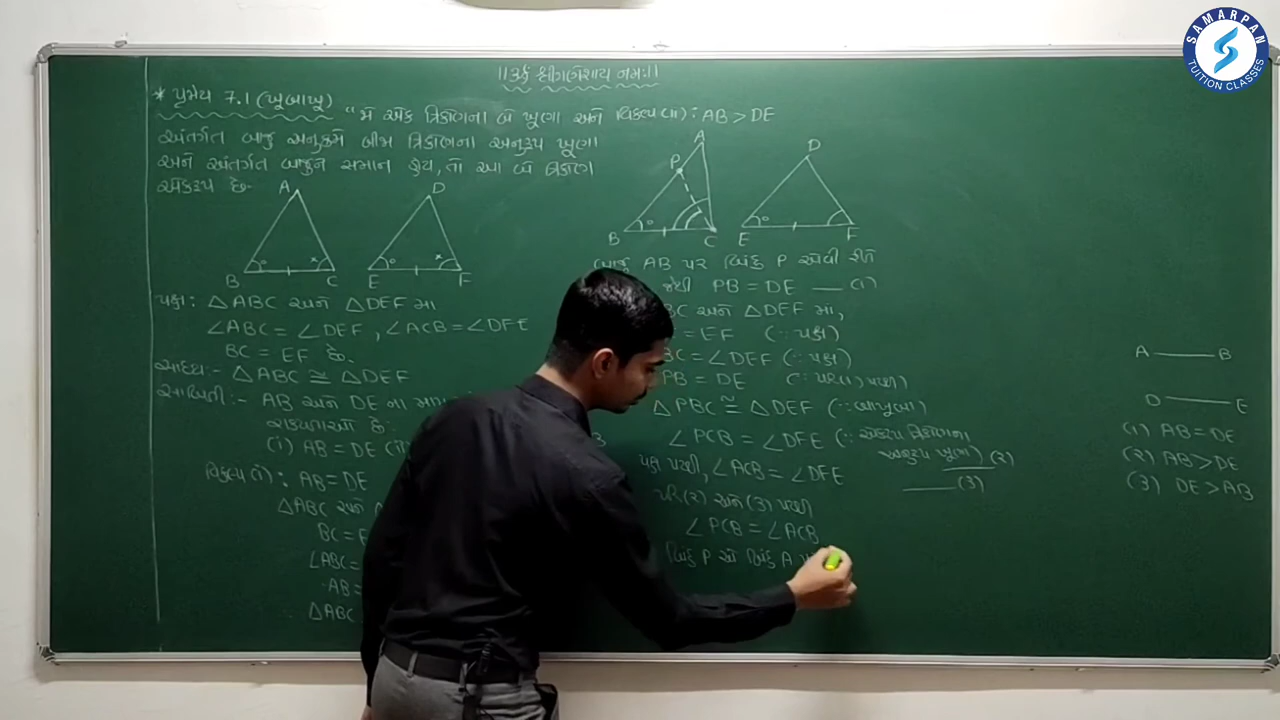 ॥ ૐ શ્રી ગણેશાય નમઃ ॥
* પ્રમેય 7.1 (ખૂબાખૂ)
"જો એક ત્રિકોણના બે ખૂણા અને
અંતર્ગત બાજુ અનુક્રમે બીજા ત્રિકોણના અનુરૂપ ખૂણા
અને અંતર્ગત બાજુને સમાન હોય, તો આ બે ત્રિકોણ
એકરૂપ છે.
A D
B C E F
પક્ષ : △ABC અને △DEF માં
∠ABC = ∠DEF , ∠ACB = ∠DFE
BC = EF છે.
સાધ્ય :- △ABC ≅ △DEF
સાબિતી :- AB અને DE ના
શક્યતાઓ છે.
(i) AB = DE
વિકલ્પ (i) : AB = DE
△ABC અને
BC =
∠ABC =
AB =
△ABC
વિકલ્પ (ii) : AB > DE
A
P
D
B C E F
બાજુ AB પર બિંદુ P એવી રીતે
જેથી PB = DE —— (1)
અને △DEF માં,
= EF (∵ પક્ષ)
= ∠DEF (∵ પક્ષ)
PB = DE (∵ પરિ(1) પરથી)
△PBC ≅ △DEF (∵ બાખૂબા)
∠PCB = ∠DFE (∵ એકરૂપ ત્રિકોણના
અનુરૂપ ખૂણા) —— (2)
પક્ષ પરથી, ∠ACB = ∠DFE —— (3)
પરિ(2) અને (3) પરથી
∠PCB = ∠ACB
બિંદુ P એ બિંદુ A
A —— B
D —— E
(1) AB = DE
(2) AB > DE
(3) DE > AB
SAMARPAN
TUITION CLASSES